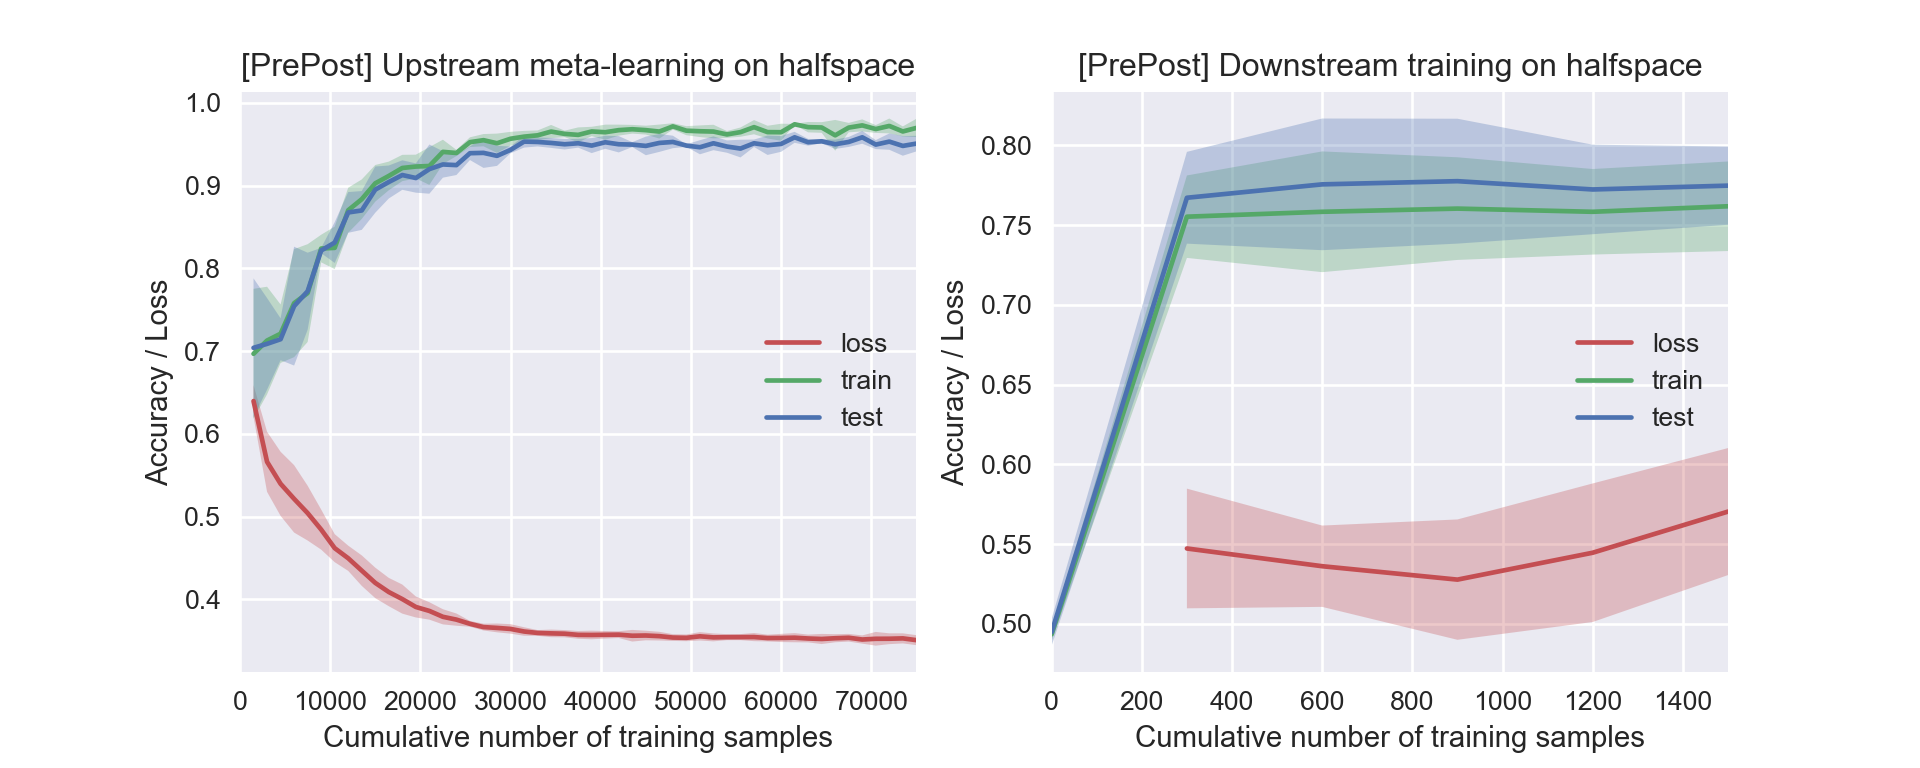 [PrePost] Upstream meta-learning on halfspace
1.0
0.9
0.8
0.7
0.6
0.5
0.4
Accuracy / Loss
loss
train
test
0 10000 20000 30000 40000 50000 60000 70000
Cumulative number of training samples
[PrePost] Downstream training on halfspace
0.80
0.75
0.70
0.65
0.60
0.55
0.50
Accuracy / Loss
loss
train
test
0 200 400 600 800 1000 1200 1400
Cumulative number of training samples